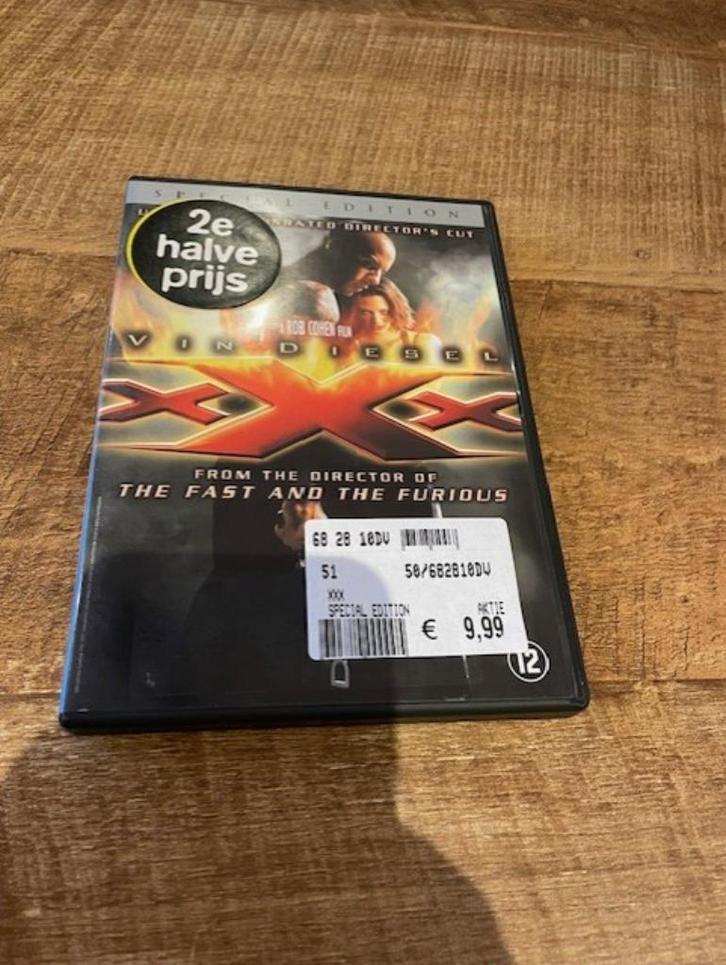 SPECIAL EDITION
UNRATED DIRECTOR'S CUT
2e
halve
prijs
A ROB COHEN FILM
VIN DIESEL
XXX
FROM THE DIRECTOR OF
THE FAST AND THE FURIOUS
68 28 10DV
51 50/682810DV
XXX
SPECIAL EDITION AKTIE
€ 9,99
12